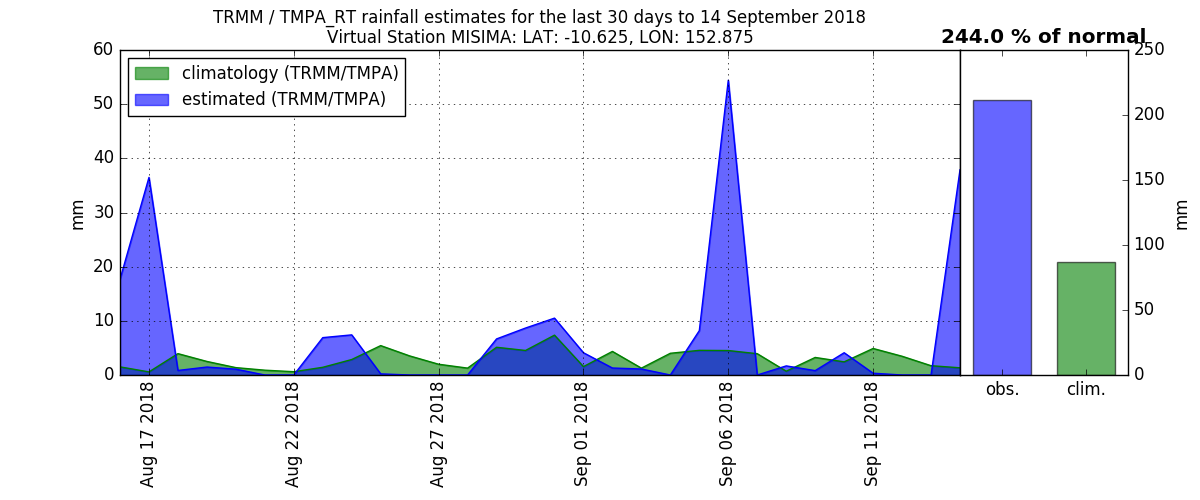 TRMM / TMPA_RT rainfall estimates for the last 30 days to 14 September 2018
Virtual Station MISIMA: LAT: -10.625, LON: 152.875
244.0 % of normal
climatology (TRMM/TMPA)
estimated (TRMM/TMPA)
60
50
40
30
20
10
0
mm
250
200
150
100
50
0
mm
obs.
clim.
Aug 17 2018
Aug 22 2018
Aug 27 2018
Sep 01 2018
Sep 06 2018
Sep 11 2018